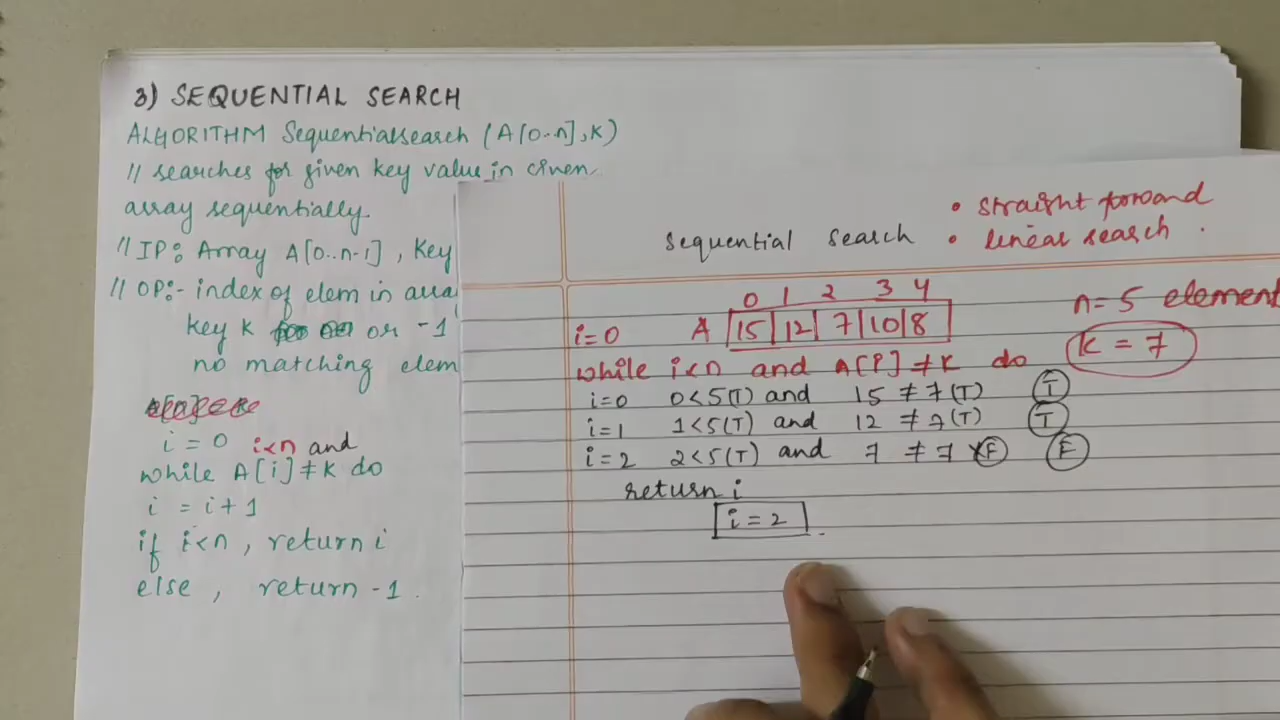 3) SEQUENTIAL SEARCH
ALGORITHM Sequentialsearch (A[0..n], K)
// searches for given key value in given
array sequentially.
// IP: Array A[0..n-1], Key
// OP:- index of elem in arra
key K or -1
no matching elem
i = 0 i<n and
while A[i] ≠ K do
i = i+1
if i<n, return i
else, return -1.
sequential search
• straight forward
• linear search.
0 1 2 3 4
i=0 A 15 12 7 10 8
n=5 element
K = 7
while i<n and A[i] ≠ K do
i=0 0<5(T) and 15 ≠ 7(T) T
i=1 1<5(T) and 12 ≠ 7(T) T
i=2 2<5(T) and 7 ≠ 7 F F
return i
i = 2